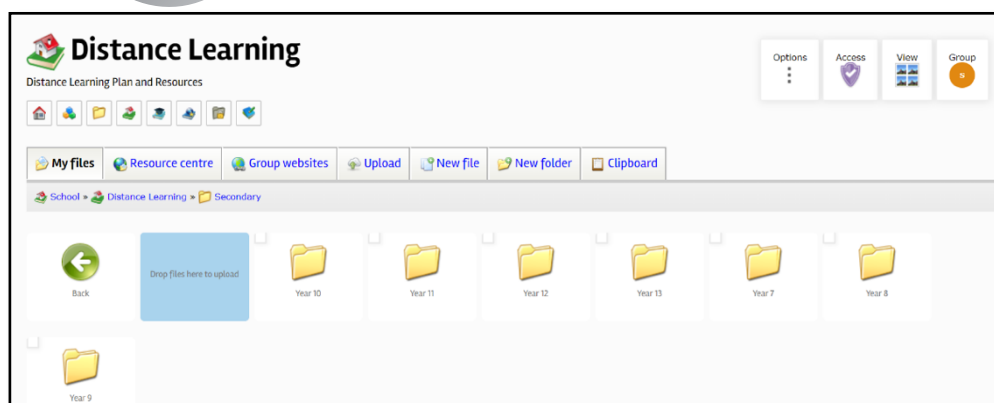 Distance Learning
Distance Learning Plan and Resources
Options
Access
View
Group
S
My files
Resource centre
Group websites
Upload
New file
New folder
Clipboard
School » Distance Learning » Secondary
Back
Drop files here to upload
Year 10
Year 11
Year 12
Year 13
Year 7
Year 8
Year 9